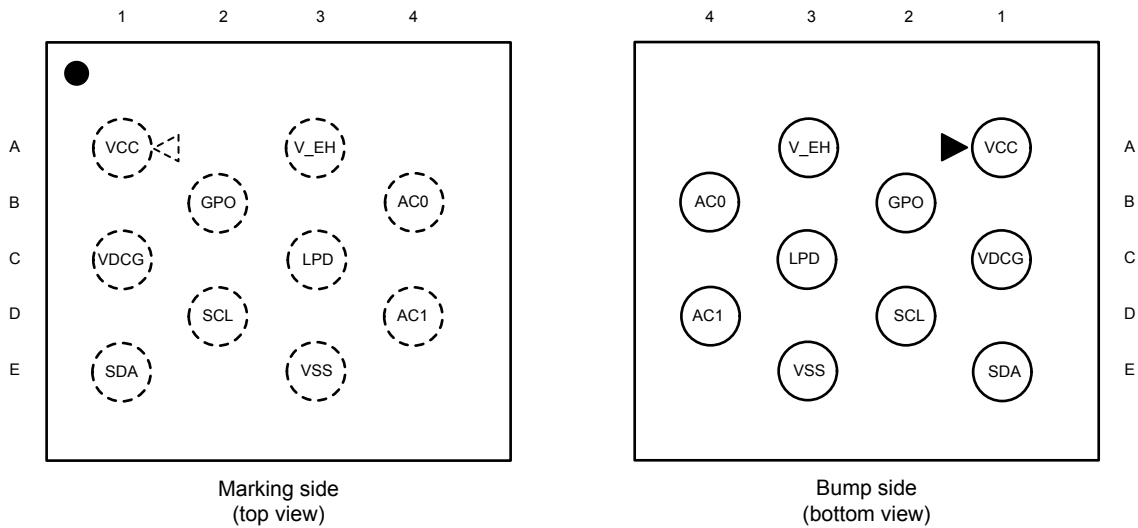 1 2 3 4 4 3 2 1
A VCC V_EH V_EH VCC A
B GPO AC0 AC0 GPO B
C VDCG LPD LPD VDCG C
D SCL AC1 AC1 SCL D
E SDA VSS VSS SDA E
Marking side
(top view)
Bump side
(bottom view)